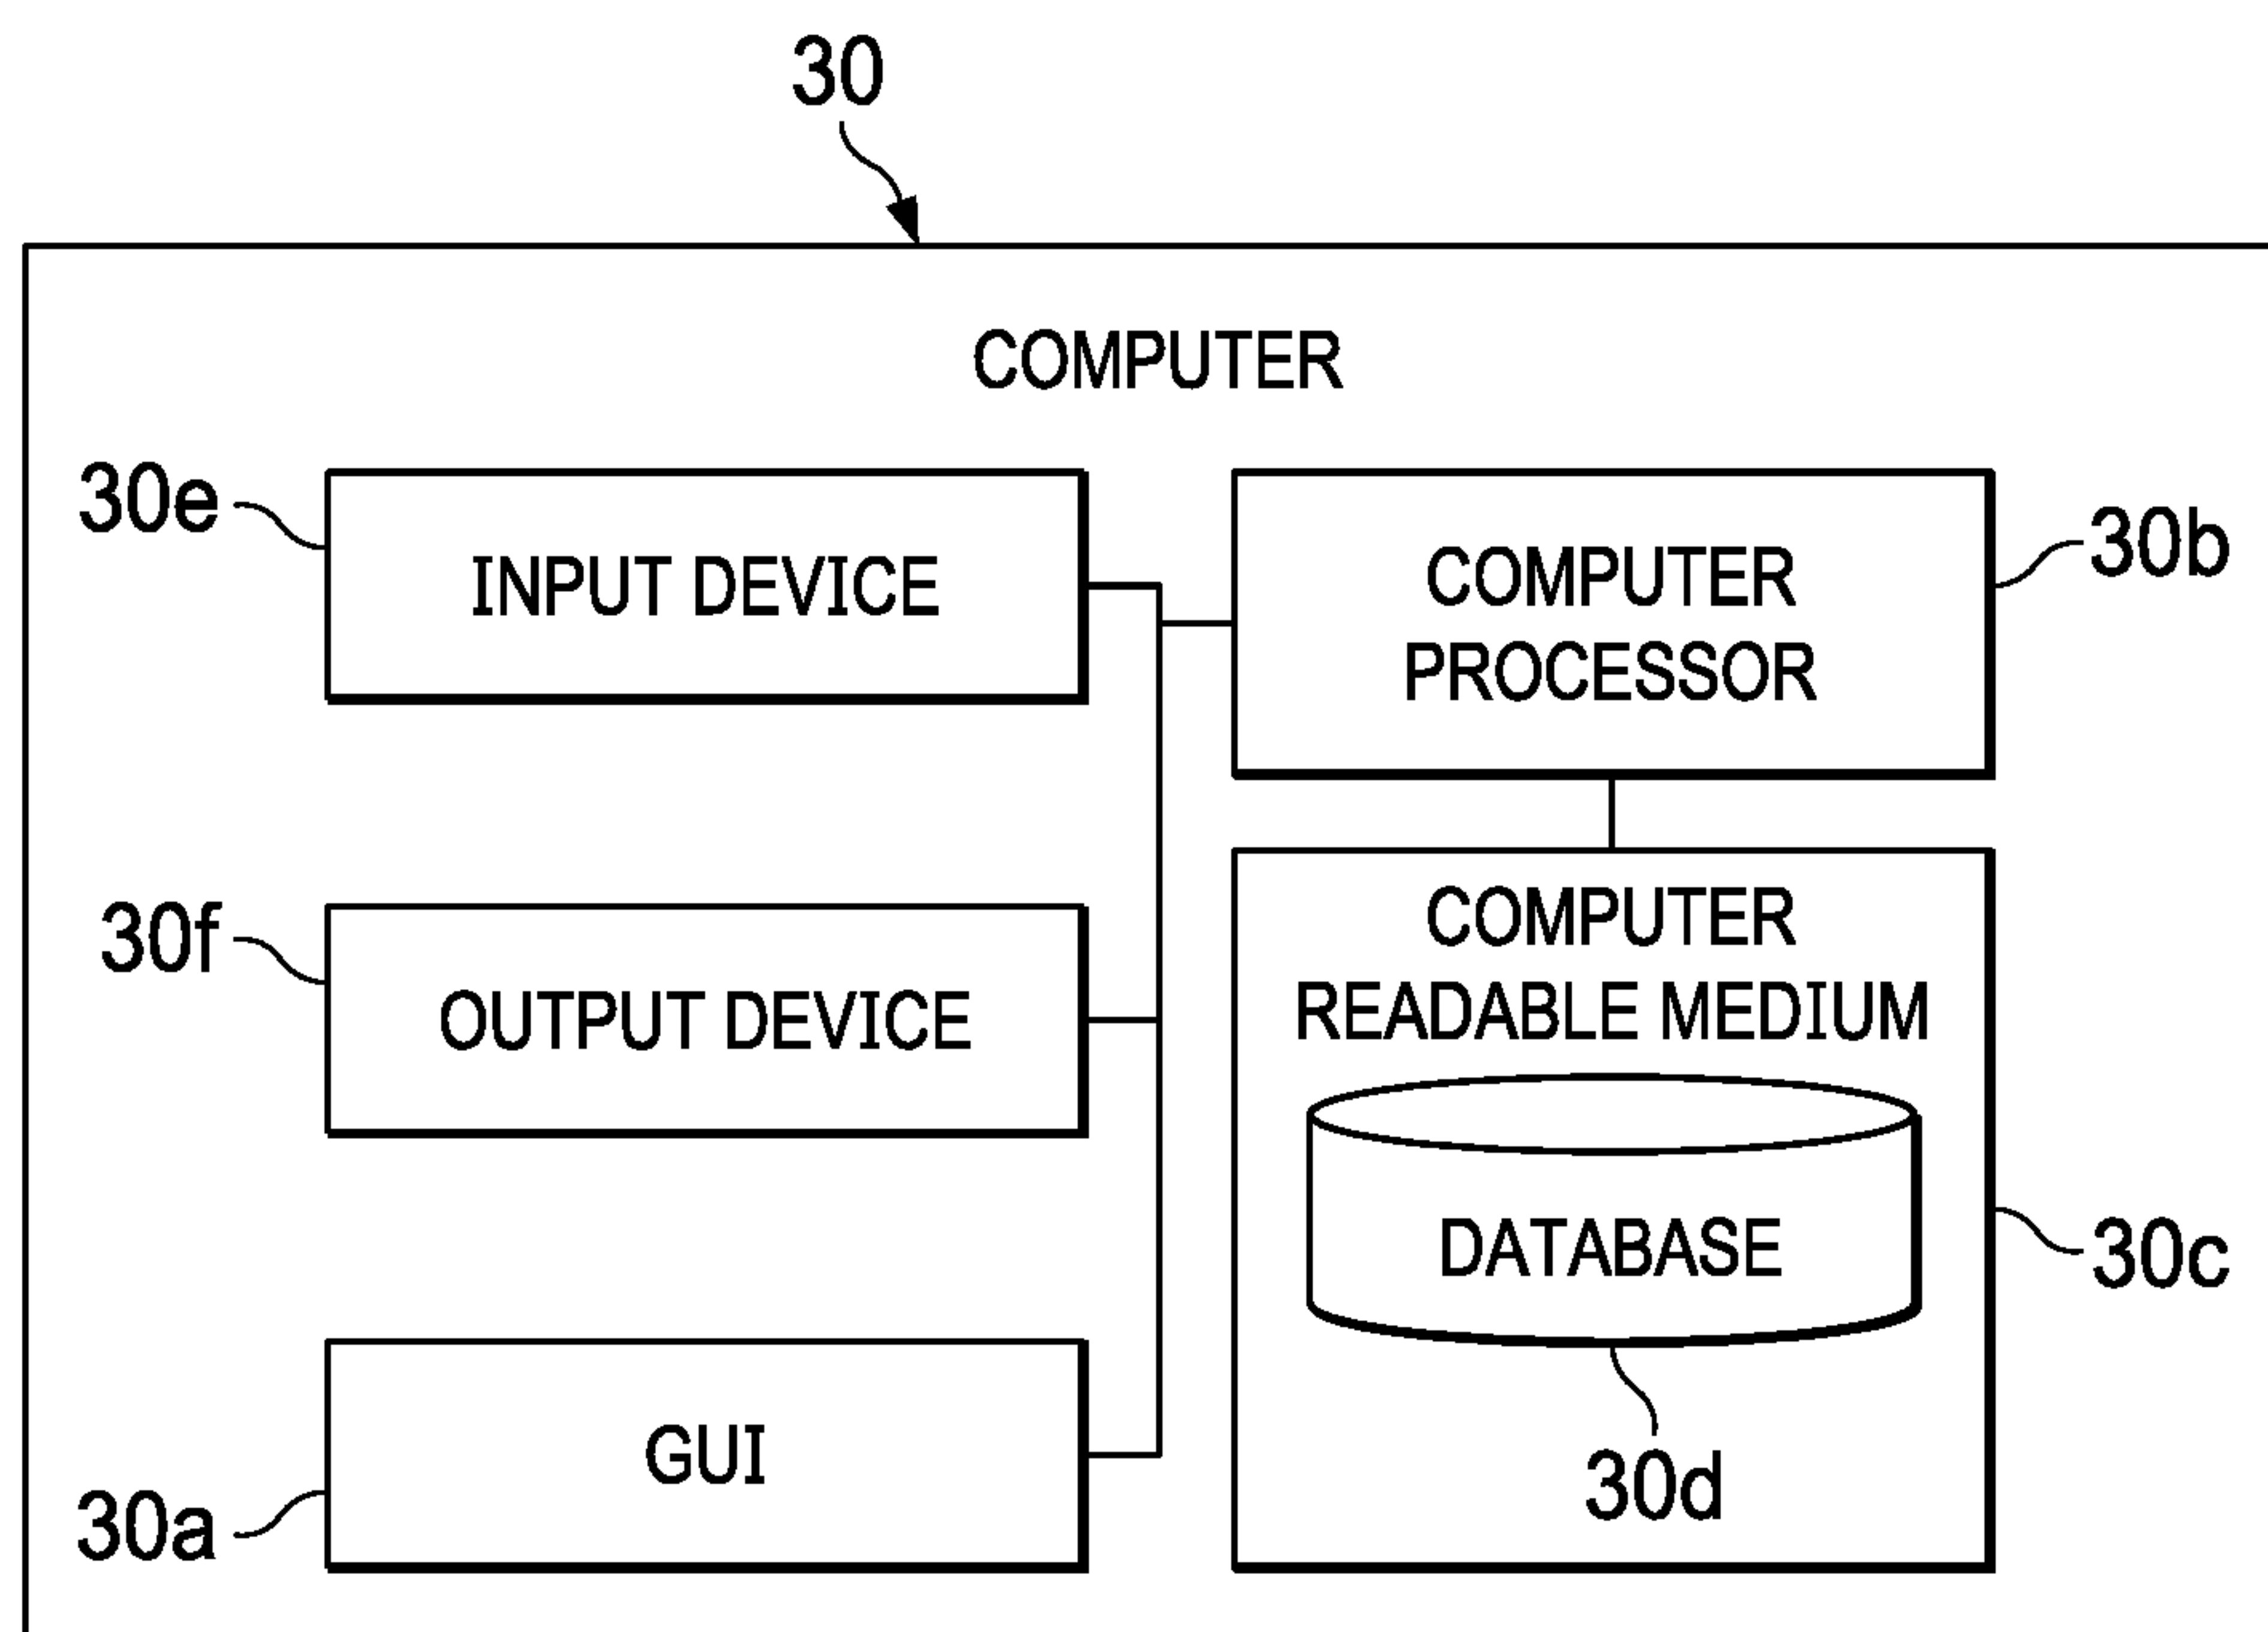 30
COMPUTER
30e
INPUT DEVICE
COMPUTER
PROCESSOR
30b
30f
OUTPUT DEVICE
COMPUTER
READABLE MEDIUM
DATABASE
30c
30d
GUI
30a